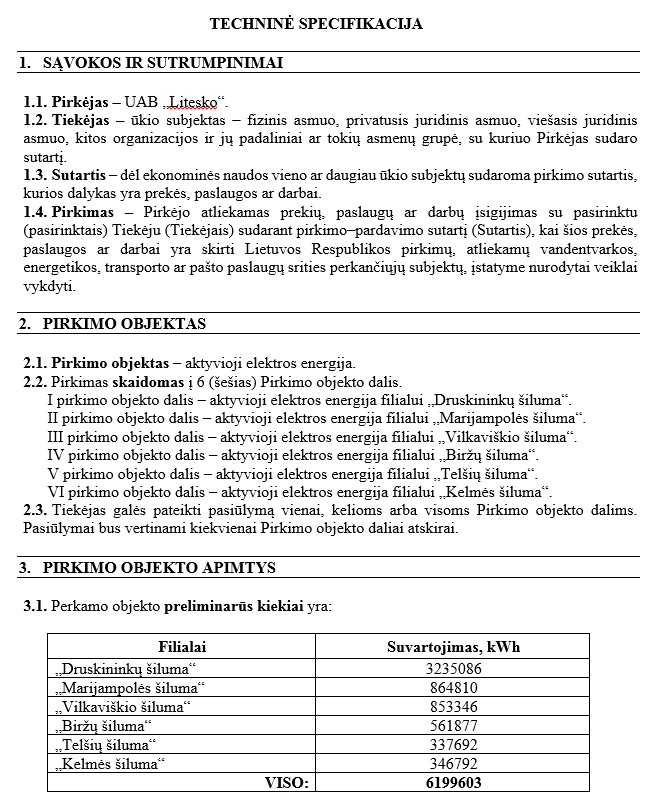 TECHNINĖ SPECIFIKACIJA
1. SĄVOKOS IR SUTRUMPINIMAI
1.1. Pirkėjas – UAB „Litesko“.
1.2. Tiekėjas – ūkio subjektas – fizinis asmuo, privatusis juridinis asmuo, viešasis juridinis
asmuo, kitos organizacijos ir jų padaliniai ar tokių asmenų grupė, su kuriuo Pirkėjas sudaro
sutartį.
1.3. Sutartis – dėl ekonominės naudos vieno ar daugiau ūkio subjektų sudaroma pirkimo sutartis,
kurios dalykas yra prekės, paslaugos ar darbai.
1.4. Pirkimas – Pirkėjo atliekamas prekių, paslaugų ar darbų įsigijimas su pasirinktu
(pasirinktais) Tiekėju (Tiekėjais) sudarant pirkimo–pardavimo sutartį (Sutartis), kai šios prekės,
paslaugos ar darbai yra skirti Lietuvos Respublikos pirkimų, atliekamų vandentvarkos,
energetikos, transporto ar pašto paslaugų srities perkančiųjų subjektų, įstatyme nurodytai veiklai
vykdyti.
2. PIRKIMO OBJEKTAS
2.1. Pirkimo objektas – aktyvioji elektros energija.
2.2. Pirkimas skaidomas į 6 (šešias) Pirkimo objekto dalis.
I pirkimo objekto dalis – aktyvioji elektros energija filialui „Druskininkų šiluma“.
II pirkimo objekto dalis – aktyvioji elektros energija filialui „Marijampolės šiluma“.
III pirkimo objekto dalis – aktyvioji elektros energija filialui „Vilkaviškio šiluma“.
IV pirkimo objekto dalis – aktyvioji elektros energija filialui „Biržų šiluma“.
V pirkimo objekto dalis – aktyvioji elektros energija filialui „Telšių šiluma“.
VI pirkimo objekto dalis – aktyvioji elektros energija filialui „Kelmės šiluma“.
2.3. Tiekėjas galės pateikti pasiūlymą vienai, kelioms arba visoms Pirkimo objekto dalims.
Pasiūlymai bus vertinami kiekvienai Pirkimo objekto daliai atskirai.
3. PIRKIMO OBJEKTO APIMTYS
3.1. Perkamo objekto preliminarūs kiekiai yra:
Filialai Suvartojimas, kWh
„Druskininkų šiluma“ 3235086
„Marijampolės šiluma“ 864810
„Vilkaviškio šiluma“ 853346
„Biržų šiluma“ 561877
„Telšių šiluma“ 337692
„Kelmės šiluma“ 346792
VISO: 6199603